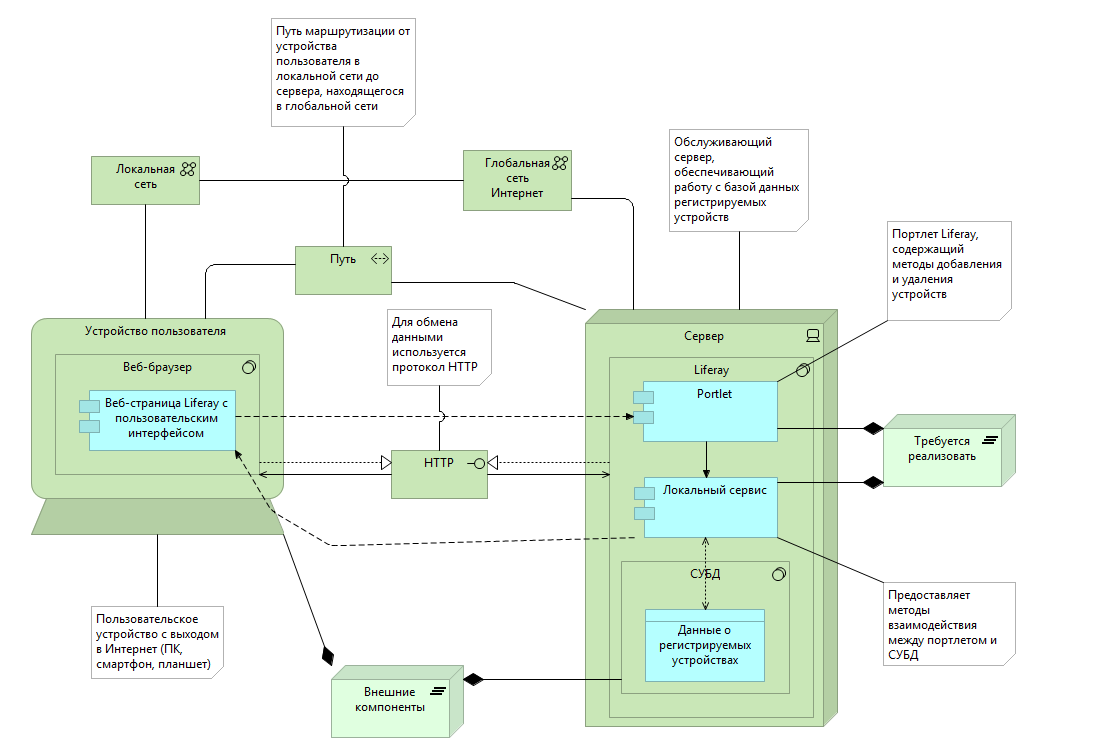 Путь маршрутизации от
устройства
пользователя в
локальной сети до
сервера, находящегося
в глобальной сети
Локальная
сеть
Глобальная
сеть
Интернет
Обслуживающий
сервер,
обеспечивающий
работу с базой данных
регистрируемых
устройств
Портлет Liferay,
содержащий
методы добавления
и удаления
устройств
Путь
Устройство пользователя
Веб-браузер
Веб-страница Liferay с
пользовательским
интерфейсом
Для обмена
данными
используется
протокол HTTP
HTTP
Сервер
Liferay
Portlet
Локальный сервис
СУБД
Данные о
регистрируемых
устройствах
Требуется
реализовать
Предоставляет
методы
взаимодействия
между портлетом и
СУБД
Пользовательское
устройство с выходом
в Интернет (ПК,
смартфон, планшет)
Внешние
компоненты